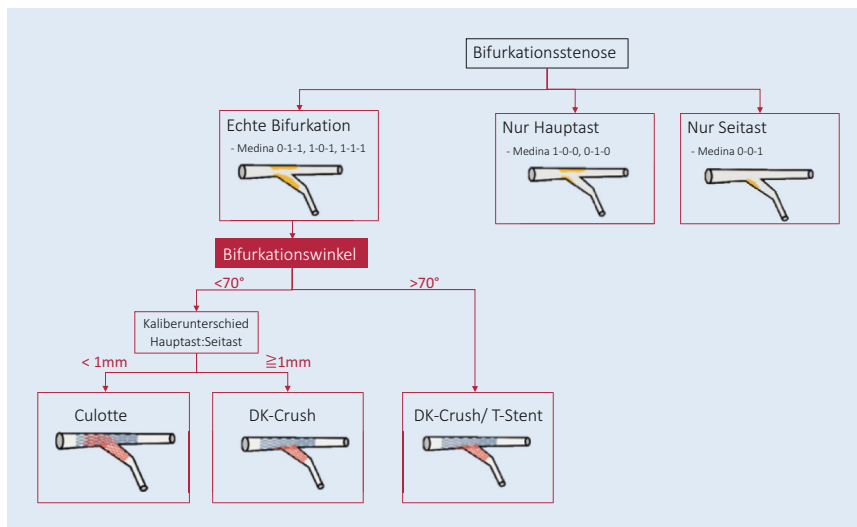 Bifurkationsstenose
Echte Bifurkation
- Medina 0-1-1, 1-0-1, 1-1-1
Nur Hauptast
- Medina 1-0-0, 0-1-0
Nur Seitast
- Medina 0-0-1
Bifurkationswinkel
<70°
>70°
Kaliberunterschied
Hauptast:Seitast
< 1mm
≧1mm
Culotte
DK-Crush
DK-Crush/ T-Stent